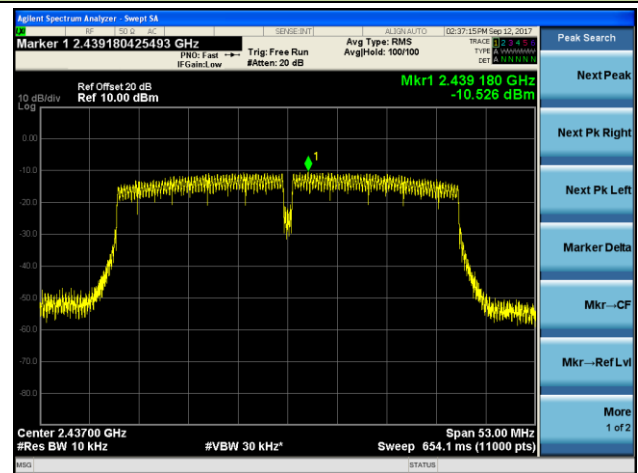 Agilent Spectrum Analyzer - Swept SA
RF 50 Ω AC SENSE:INT ALIGN AUTO 02:37:15 PM Sep 12, 2017
Marker 1 2.439180425493 GHz
PNO: Fast
IFGain:Low
Trig: Free Run
#Atten: 20 dB
Avg Type: RMS
Avg|Hold: 100/100
TRACE 1 2 3 4 5 6
TYPE A
DET A N N N N N
Peak Search
Mkr1 2.439 180 GHz
-10.526 dBm
Ref Offset 20 dB
10 dB/div Ref 10.00 dBm
Log
0.00
-10.0
-20.0
-30.0
-40.0
-50.0
-60.0
-70.0
-80.0
1
Next Peak
Next Pk Right
Next Pk Left
Marker Delta
Mkr→CF
Mkr→Ref Lvl
More
1 of 2
Center 2.43700 GHz Span 53.00 MHz
#Res BW 10 kHz #VBW 30 kHz* Sweep 654.1 ms (11000 pts)
MSG STATUS